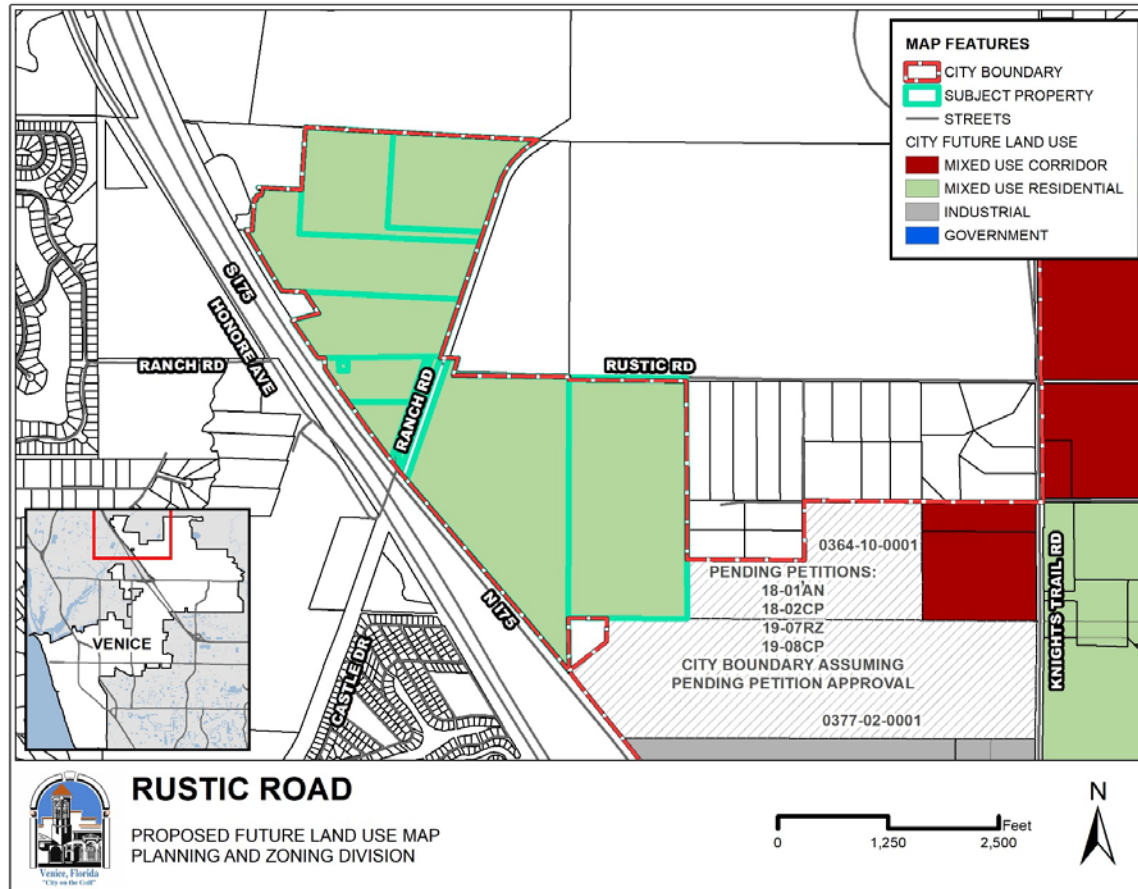 MAP FEATURES
CITY BOUNDARY
SUBJECT PROPERTY
STREETS
CITY FUTURE LAND USE
MIXED USE CORRIDOR
MIXED USE RESIDENTIAL
INDUSTRIAL
GOVERNMENT
S I75
HONORE AVE
RANCH RD
RANCH RD
RUSTIC RD
N I75
CASTLE DR
KNIGHTS TRAIL RD
0364-10-0001
PENDING PETITIONS:
18-01AN
18-02CP
19-07RZ
19-08CP
CITY BOUNDARY ASSUMING
PENDING PETITION APPROVAL
0377-02-0001
VENICE
RUSTIC ROAD
PROPOSED FUTURE LAND USE MAP
PLANNING AND ZONING DIVISION
Venice, Florida
"City on the Gulf"
Feet
0 1,250 2,500
N